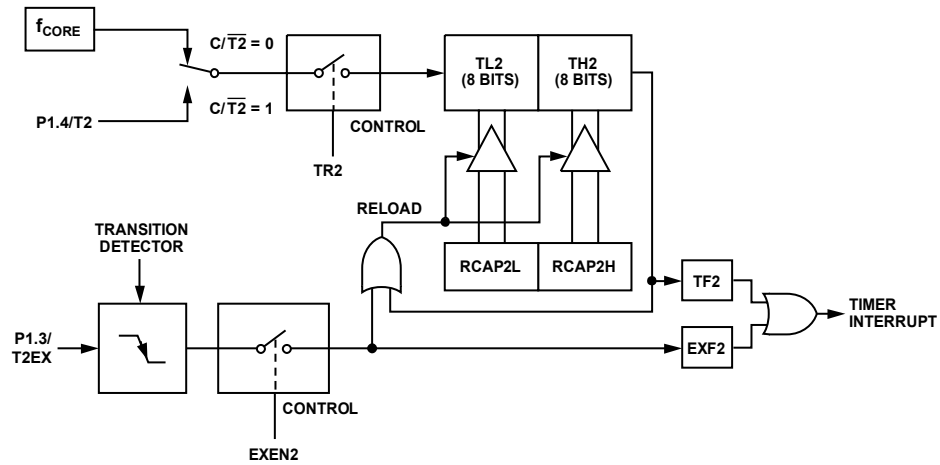 fCORE
C/T2̅ = 0
C/T2̅ = 1
P1.4/T2
CONTROL
TR2
TL2
(8 BITS)
TH2
(8 BITS)
RELOAD
TRANSITION
DETECTOR
RCAP2L
RCAP2H
TF2
TIMER
INTERRUPT
P1.3/
T2EX
EXF2
CONTROL
EXEN2